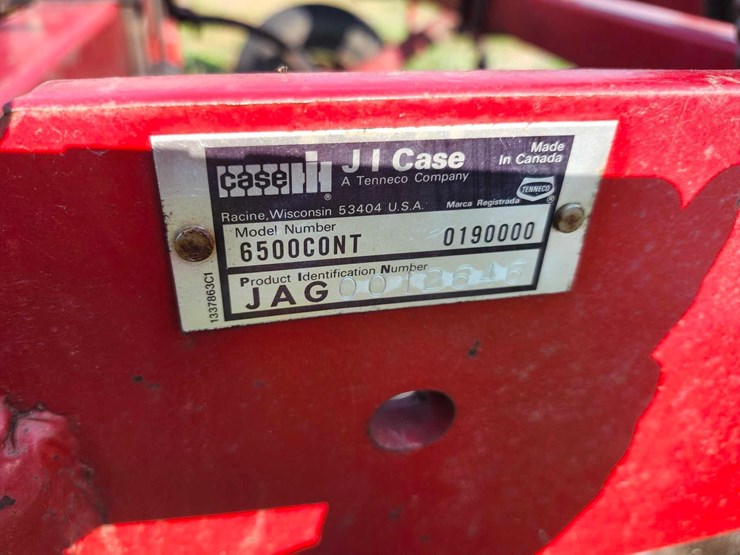 CASE IH ®
J I Case
A Tenneco Company
Made
in Canada
TENNECO ®
Racine, Wisconsin 53404 U.S.A.
Marca Registrada
Model Number
6500CONT 0190000
Product Identification Number
JAG
1337863C1